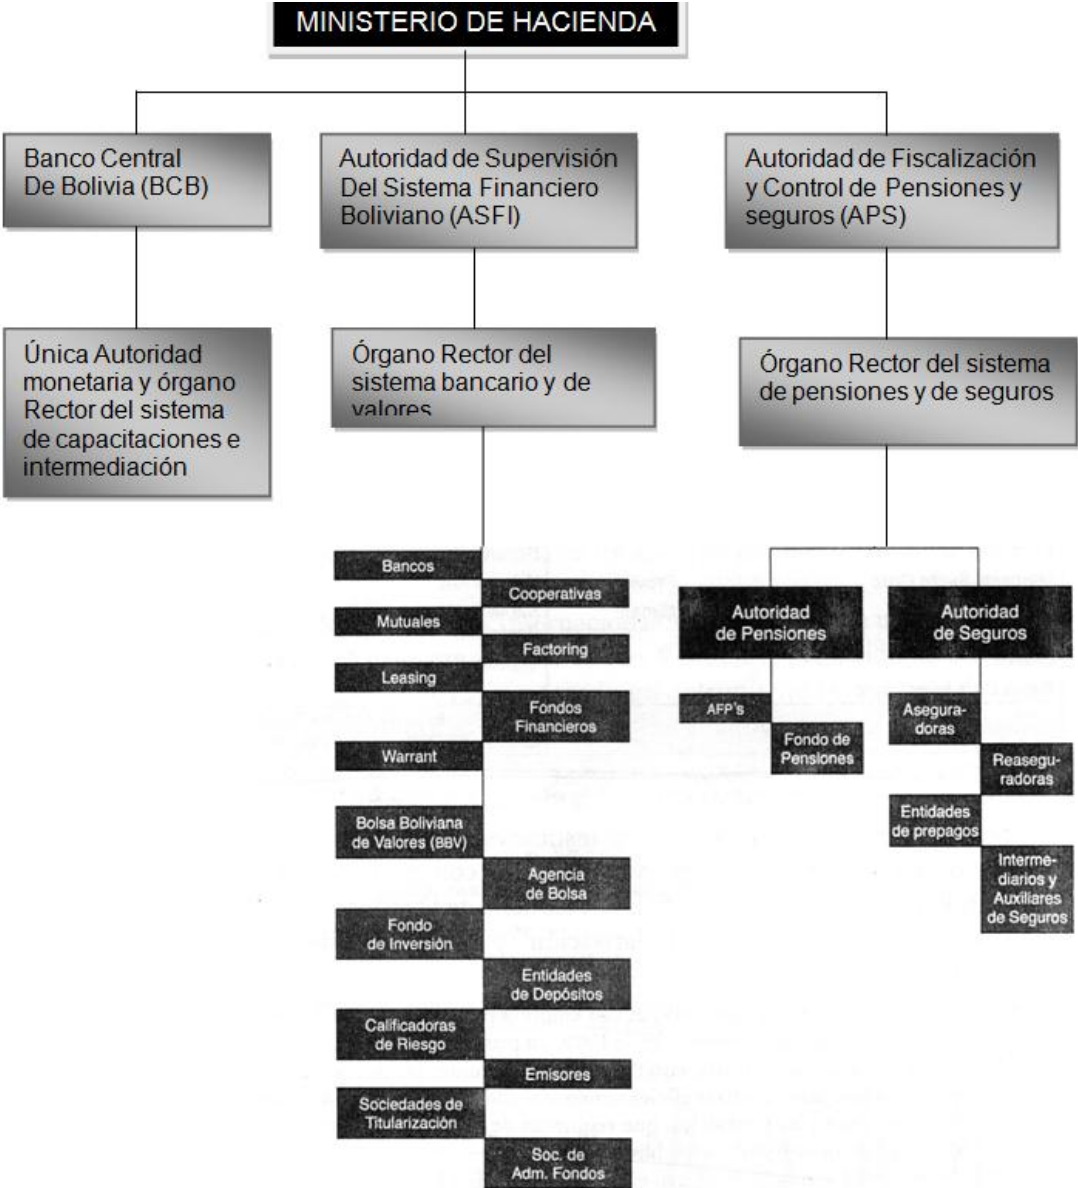 MINISTERIO DE HACIENDA
Banco Central
De Bolivia (BCB)
Autoridad de Supervisión
Del Sistema Financiero
Boliviano (ASFI)
Autoridad de Fiscalización
y Control de Pensiones y
seguros (APS)
Única Autoridad
monetaria y órgano
Rector del sistema
de capacitaciones e
intermediación
Órgano Rector del
sistema bancario y de
valores
Órgano Rector del sistema
de pensiones y de seguros
Bancos
Cooperativas
Mutuales
Factoring
Leasing
Fondos
Financieros
Warrant
Bolsa Boliviana
de Valores (BBV)
Agencia
de Bolsa
Fondo
de Inversión
Entidades
de Depósitos
Calificadoras
de Riesgo
Emisores
Sociedades de
Titularización
Soc. de
Adm. Fondos
Autoridad
de Pensiones
AFP's
Fondo de
Pensiones
Autoridad
de Seguros
Asegura-
doras
Reasegu-
radoras
Entidades
de prepagos
Interme-
diarios y
Auxiliares
de Seguros